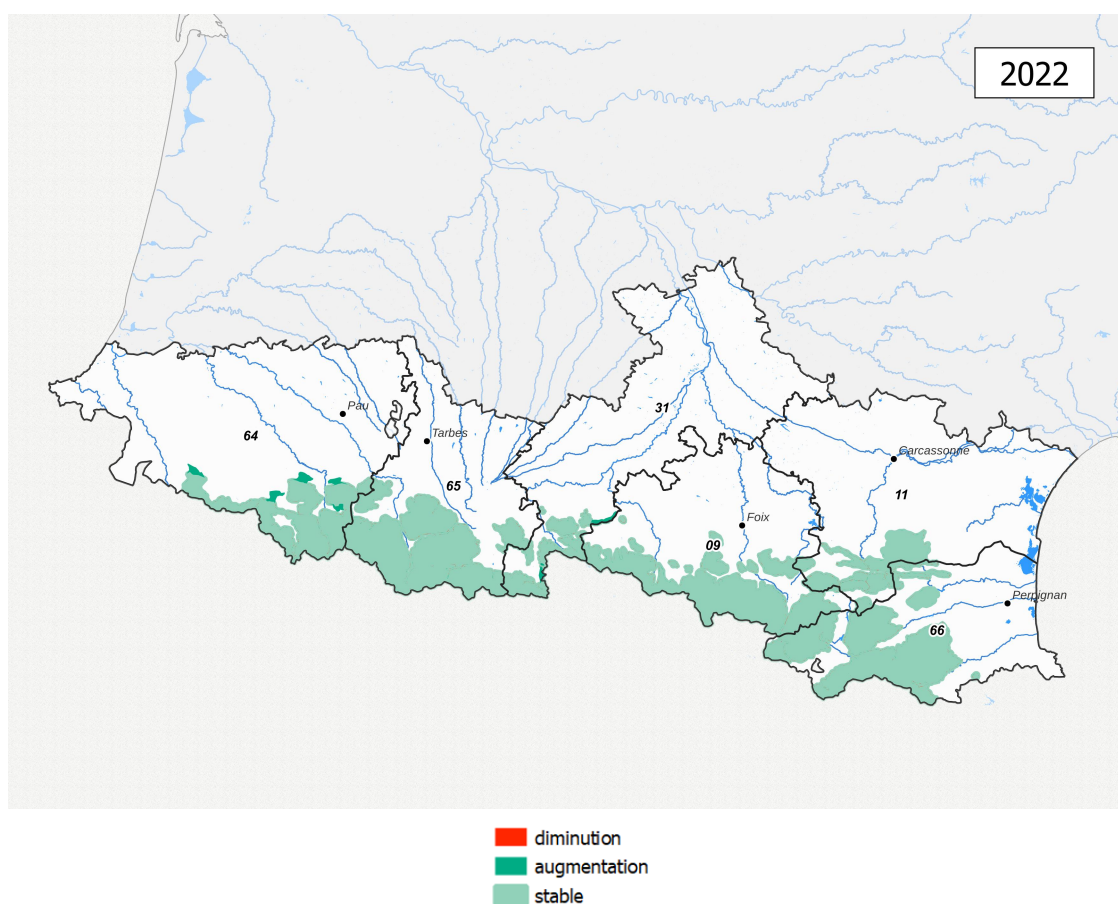 2022
Pau
31
64
Tarbes
Carcassonne
65
11
Foix
09
Perpignan
66
diminution
augmentation
stable